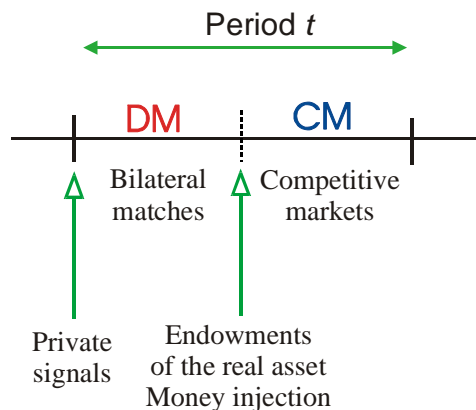 Period t
DM
CM
Bilateral
matches
Competitive
markets
Private
signals
Endowments
of the real asset
Money injection